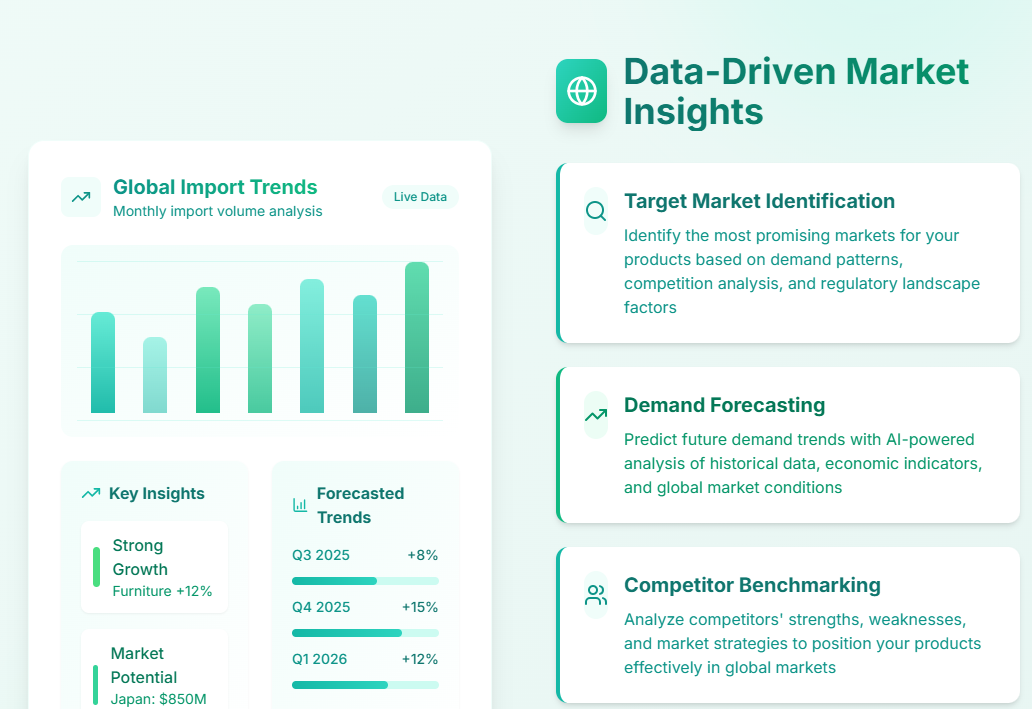 Data-Driven Market
Insights
Global Import Trends
Monthly import volume analysis
Live Data
Key Insights
Strong
Growth
Furniture +12%
Market
Potential
Japan: $850M
Forecasted
Trends
Q3 2025 +8%
Q4 2025 +15%
Q1 2026 +12%
Target Market Identification
Identify the most promising markets for your
products based on demand patterns,
competition analysis, and regulatory landscape
factors
Demand Forecasting
Predict future demand trends with AI-powered
analysis of historical data, economic indicators,
and global market conditions
Competitor Benchmarking
Analyze competitors' strengths, weaknesses,
and market strategies to position your products
effectively in global markets